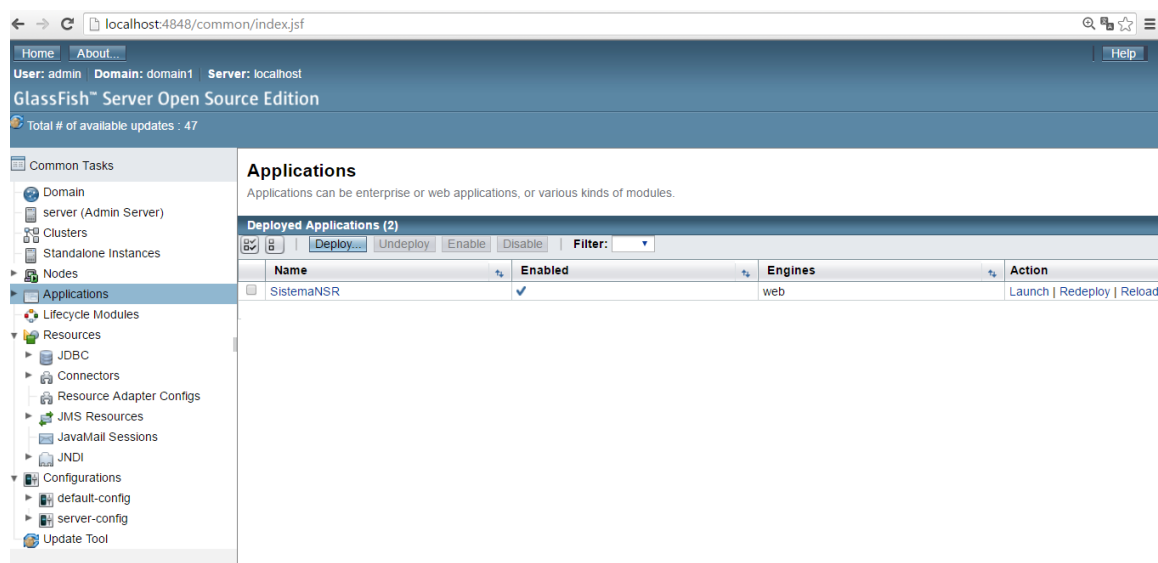 localhost:4848/common/index.jsf
Home About... Help
User: admin Domain: domain1 Server: localhost
GlassFish™ Server Open Source Edition
Total # of available updates : 47
Common Tasks
Domain
server (Admin Server)
Clusters
Standalone Instances
Nodes
Applications
Lifecycle Modules
Resources
JDBC
Connectors
Resource Adapter Configs
JMS Resources
JavaMail Sessions
JNDI
Configurations
default-config
server-config
Update Tool
Applications
Applications can be enterprise or web applications, or various kinds of modules.
Deployed Applications (2)
Deploy... Undeploy Enable Disable | Filter:
Name Enabled Engines Action
SistemaNSR web Launch | Redeploy | Reload